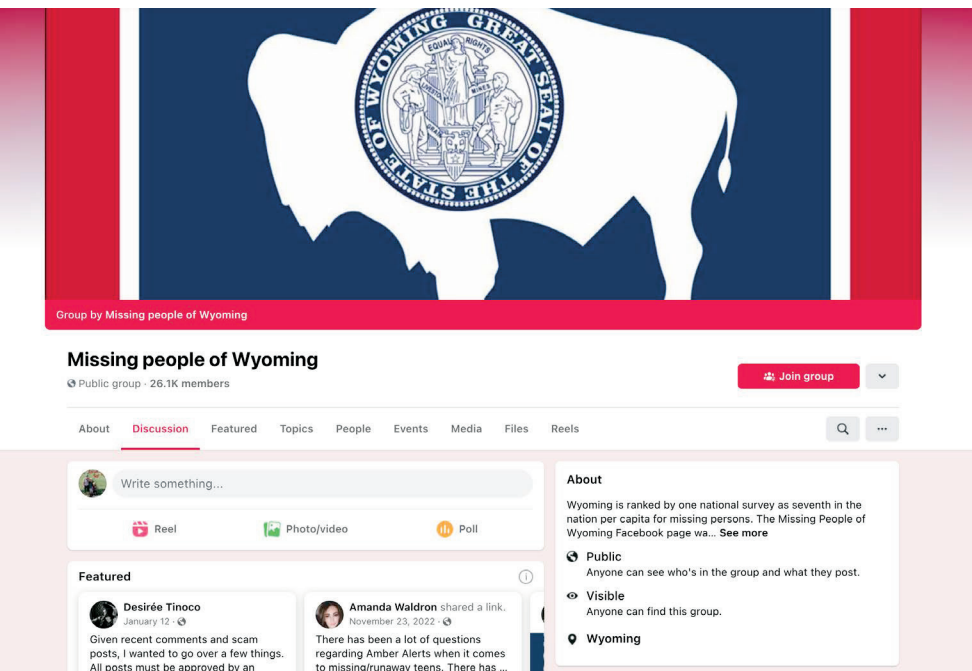 GREAT SEAL OF THE STATE OF WYOMING
EQUAL RIGHTS
LIVESTOCK
MINES
GRAIN
Group by Missing people of Wyoming
Missing people of Wyoming
Public group · 26.1K members
Join group
About Discussion Featured Topics People Events Media Files Reels
Write something...
Reel Photo/video Poll
Featured
Desirée Tinoco
January 12 ·
Given recent comments and scam
posts, I wanted to go over a few things.
All posts must be approved by an
Amanda Waldron shared a link.
November 23, 2022 ·
There has been a lot of questions
regarding Amber Alerts when it comes
to missing/runaway teens. There has ...
About
Wyoming is ranked by one national survey as seventh in the
nation per capita for missing persons. The Missing People of
Wyoming Facebook page wa... See more
Public
Anyone can see who's in the group and what they post.
Visible
Anyone can find this group.
Wyoming